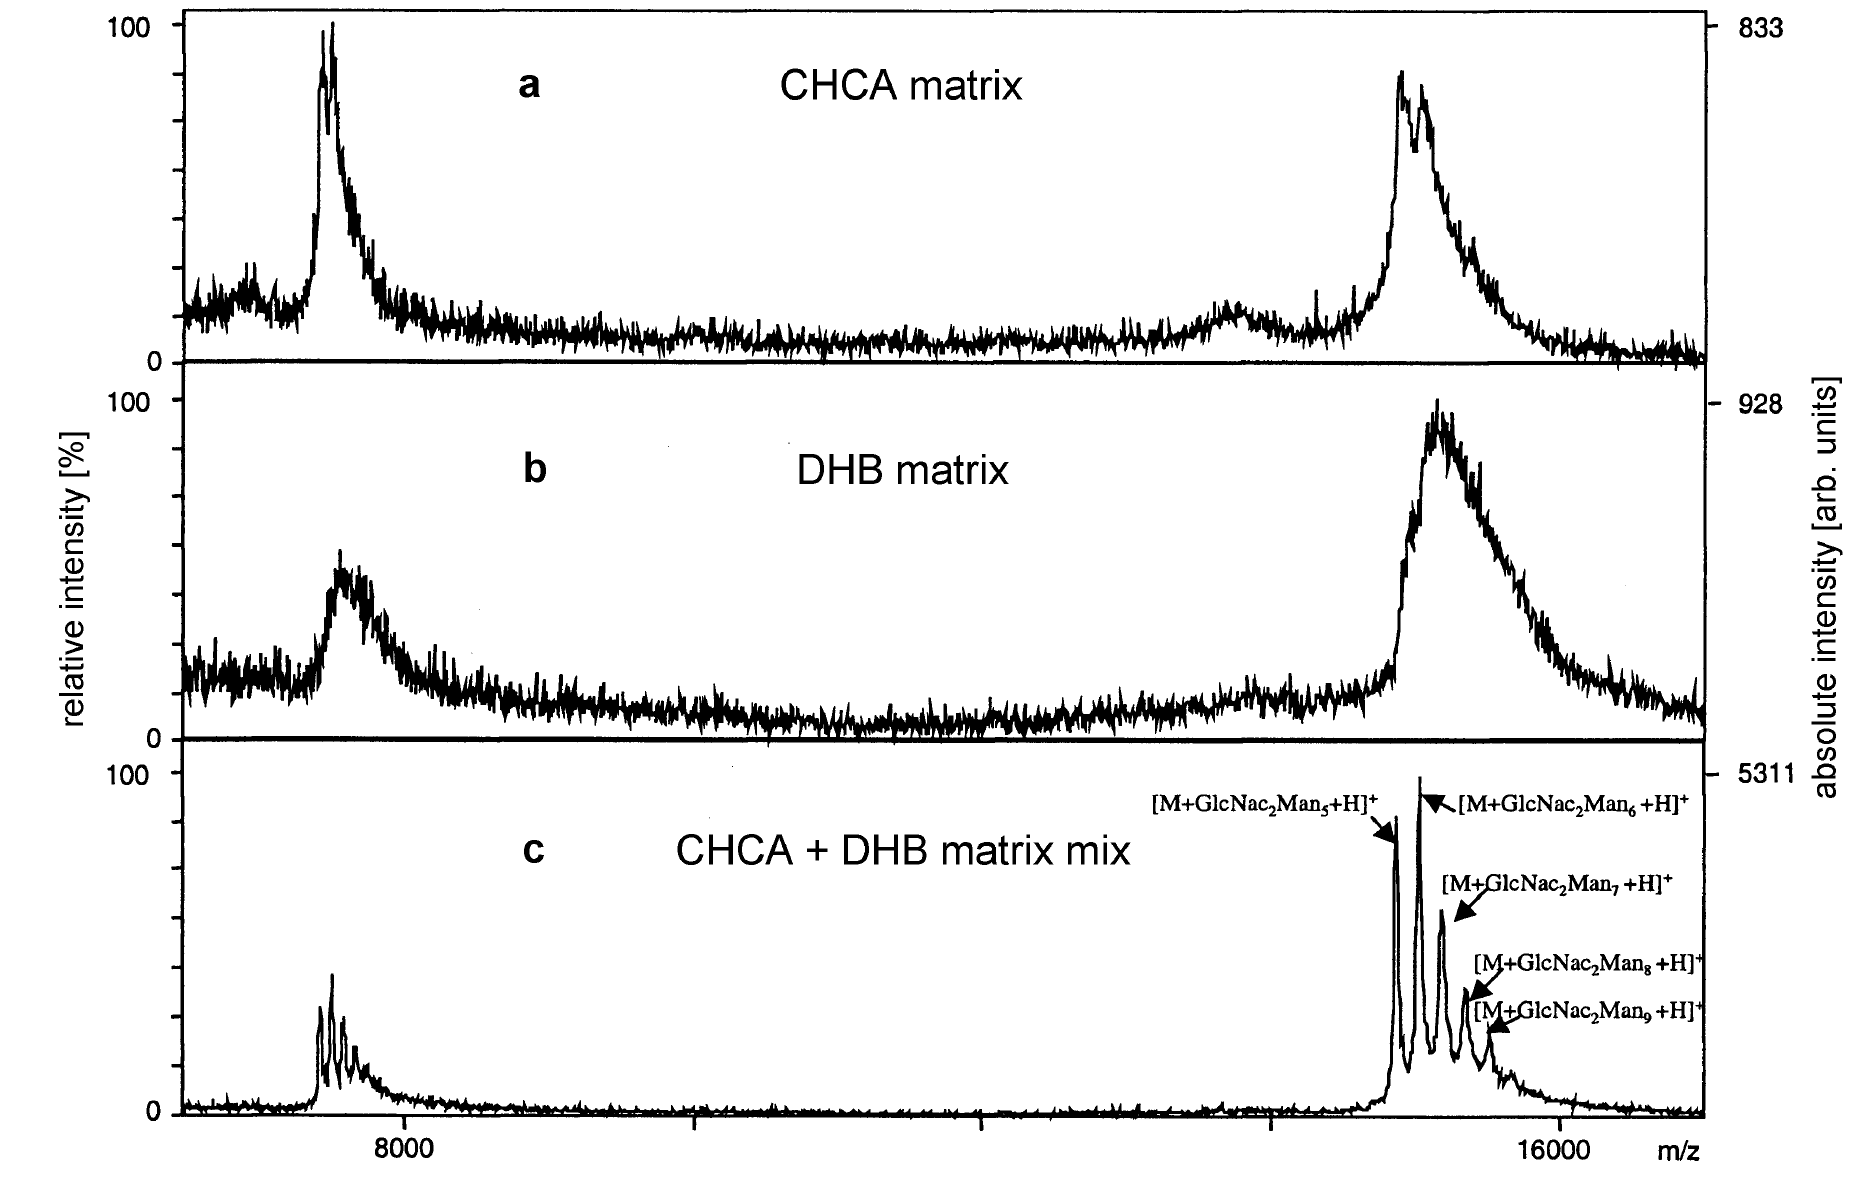 100
833
a
CHCA matrix
0
100
928
b
DHB matrix
0
relative intensity [%]
absolute intensity [arb. units]
100
5311
[M+GlcNac₂Man₅+H]⁺
[M+GlcNac₂Man₆+H]⁺
c
CHCA + DHB matrix mix
[M+GlcNac₂Man₇+H]⁺
[M+GlcNac₂Man₈+H]⁺
[M+GlcNac₂Man₉+H]⁺
0
8000
16000
m/z